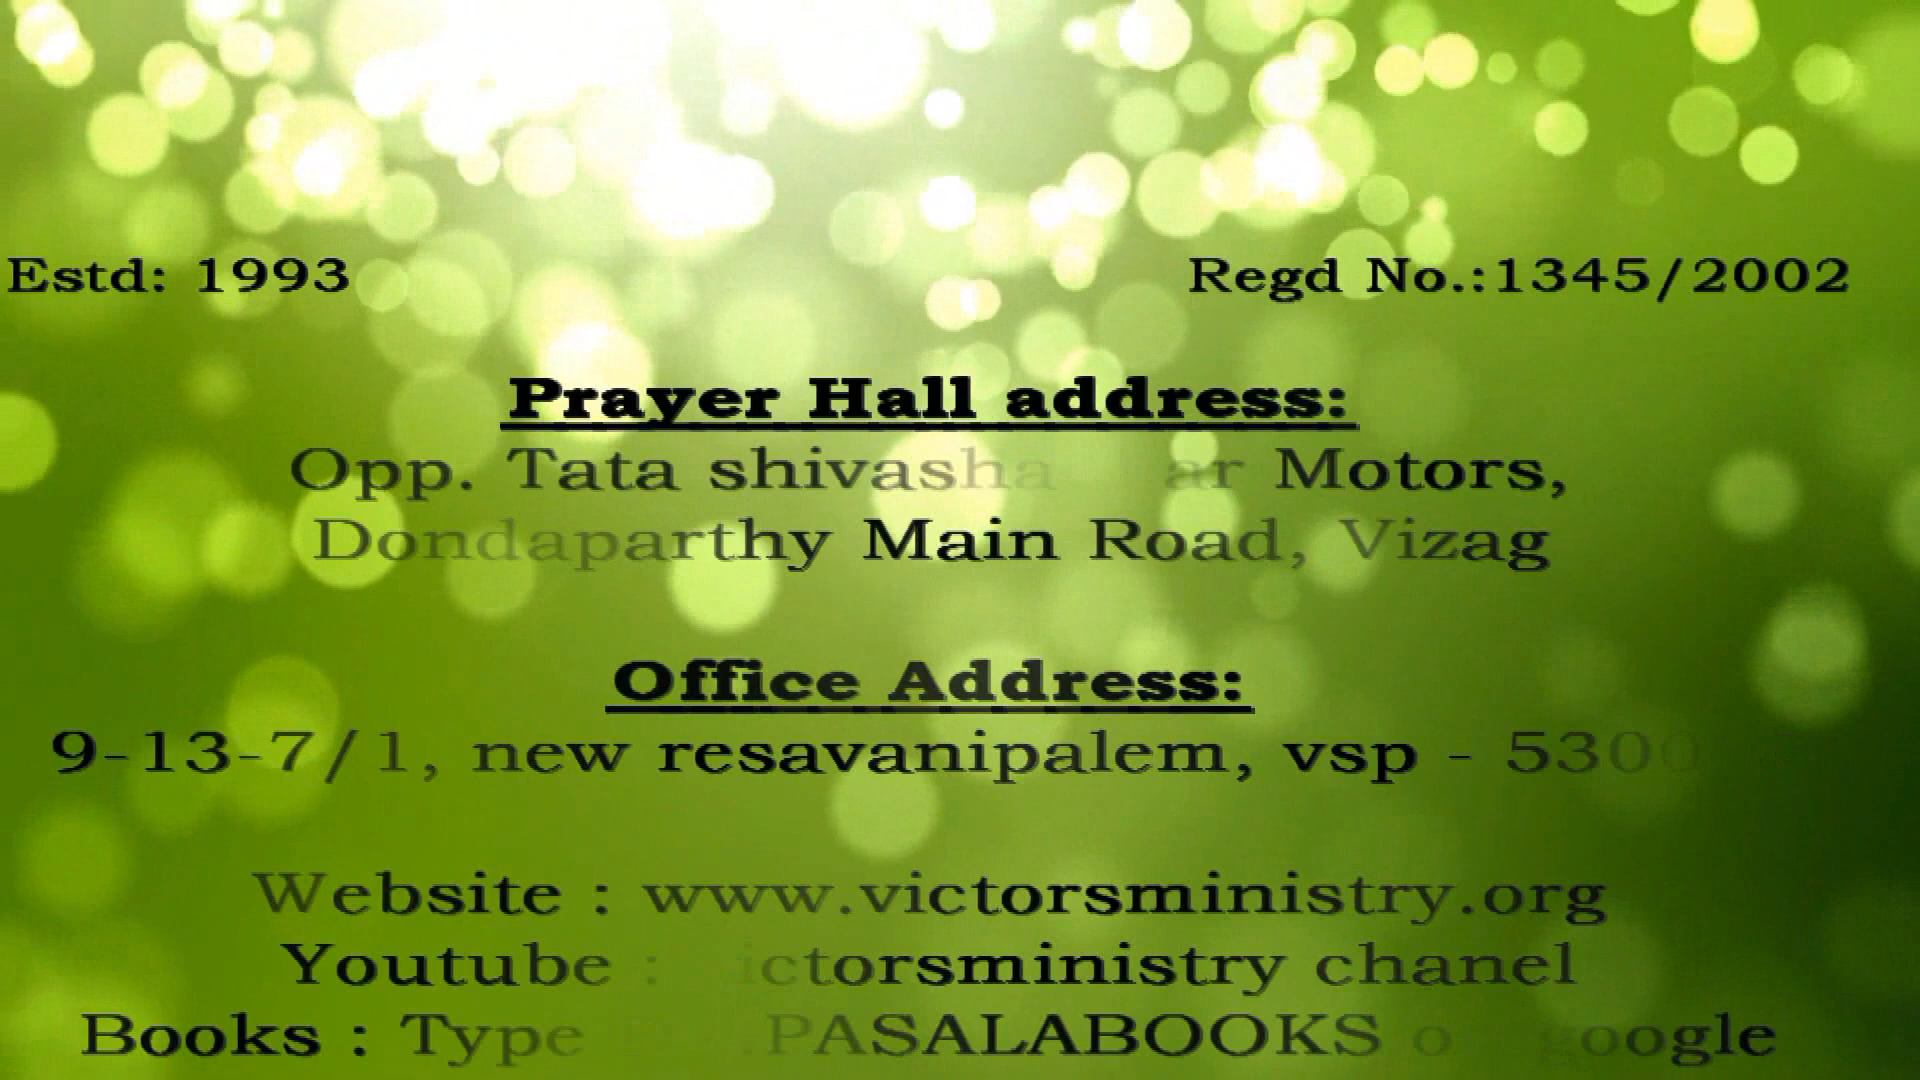 Estd: 1993 Regd No.:1345/2002
Prayer Hall address:
Opp. Tata Motors,
Dondaparthy Main Road, Vizag
Office Address:
9-13-7/1, new resavanipalem, vsp -
Website : www.victorsministry.org
Youtube : chanel
Books : Type google